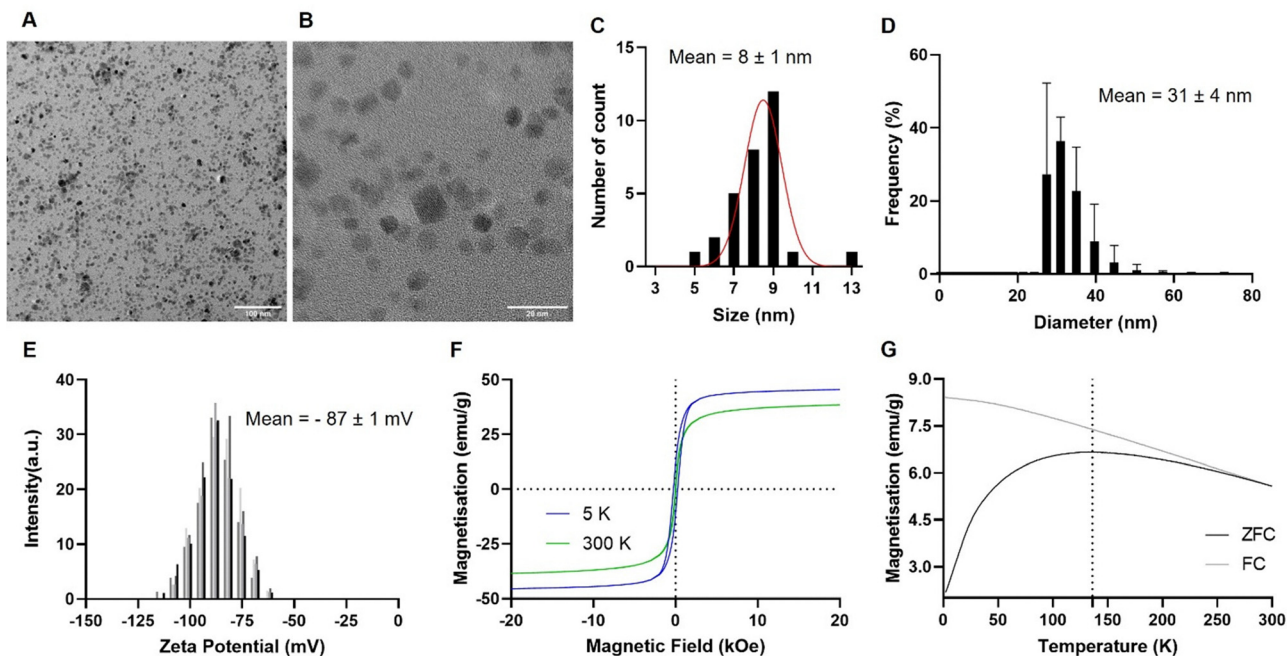 A
B
100 nm
20 nm
C
Mean = 8 ± 1 nm
Number of count
15
10
5
0
3 5 7 9 11 13
Size (nm)
D
Mean = 31 ± 4 nm
Frequency (%)
60
40
20
0
0 20 40 60 80
Diameter (nm)
E
Mean = - 87 ± 1 mV
Intensity(a.u.)
40
30
20
10
0
-150 -125 -100 -75 -50 -25 0
Zeta Potential (mV)
F
Magnetisation (emu/g)
50
25
0
-25
-50
5 K
300 K
-20 -10 0 10 20
Magnetic Field (kOe)
G
Magnetisation (emu/g)
9.0
7.5
6.0
4.5
3.0
ZFC
FC
0 50 100 150 200 250 300
Temperature (K)